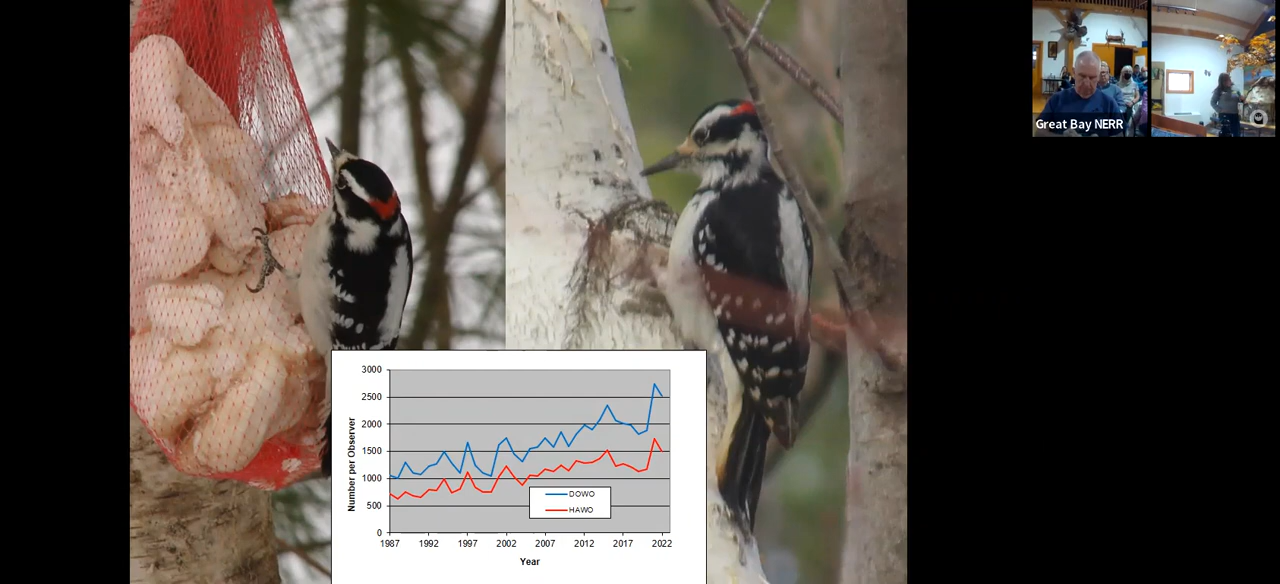 Great Bay NERR
3000
2500
2000
1500
1000
500
0
Number per Observer
DOWO
HAWO
1987 1992 1997 2002 2007 2012 2017 2022
Year